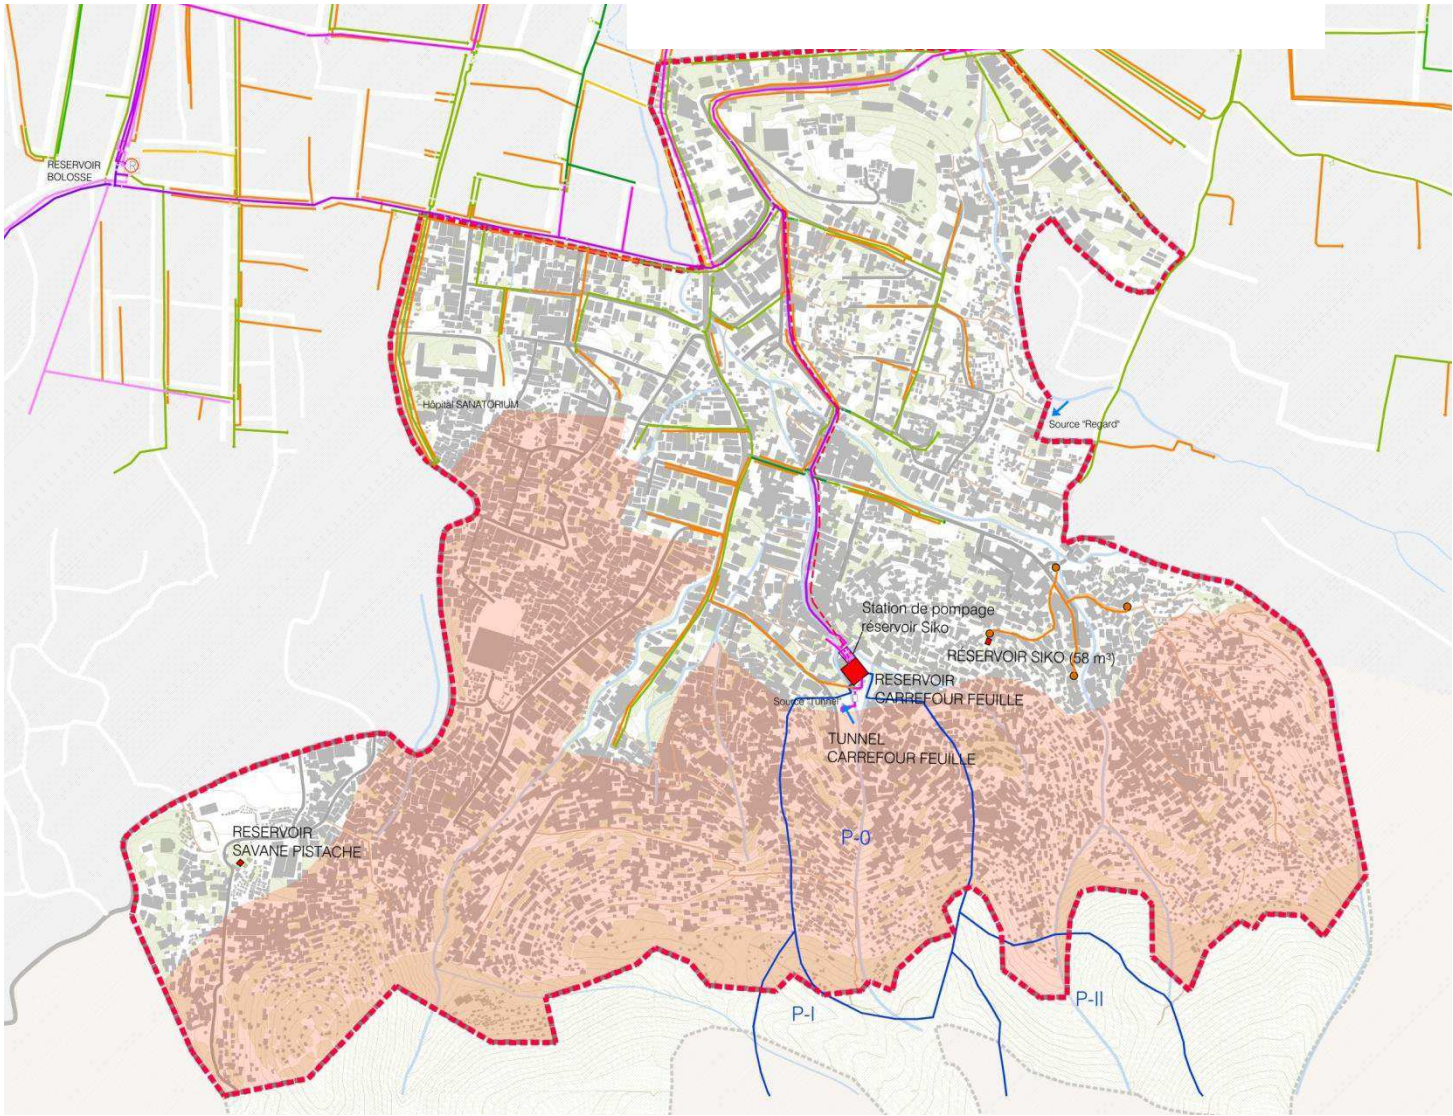 RESERVOIR
BOLOSSE
R
Hôpital SANATORIUM
Source "Regard"
Station de pompage
réservoir Siko
RÉSERVOIR SIKO (58 m³)
RESERVOIR
CARREFOUR FEUILLE
Source "Tunnel"
TUNNEL
CARREFOUR FEUILLE
RESERVOIR
SAVANE PISTACHE
P-0
P-I
P-II